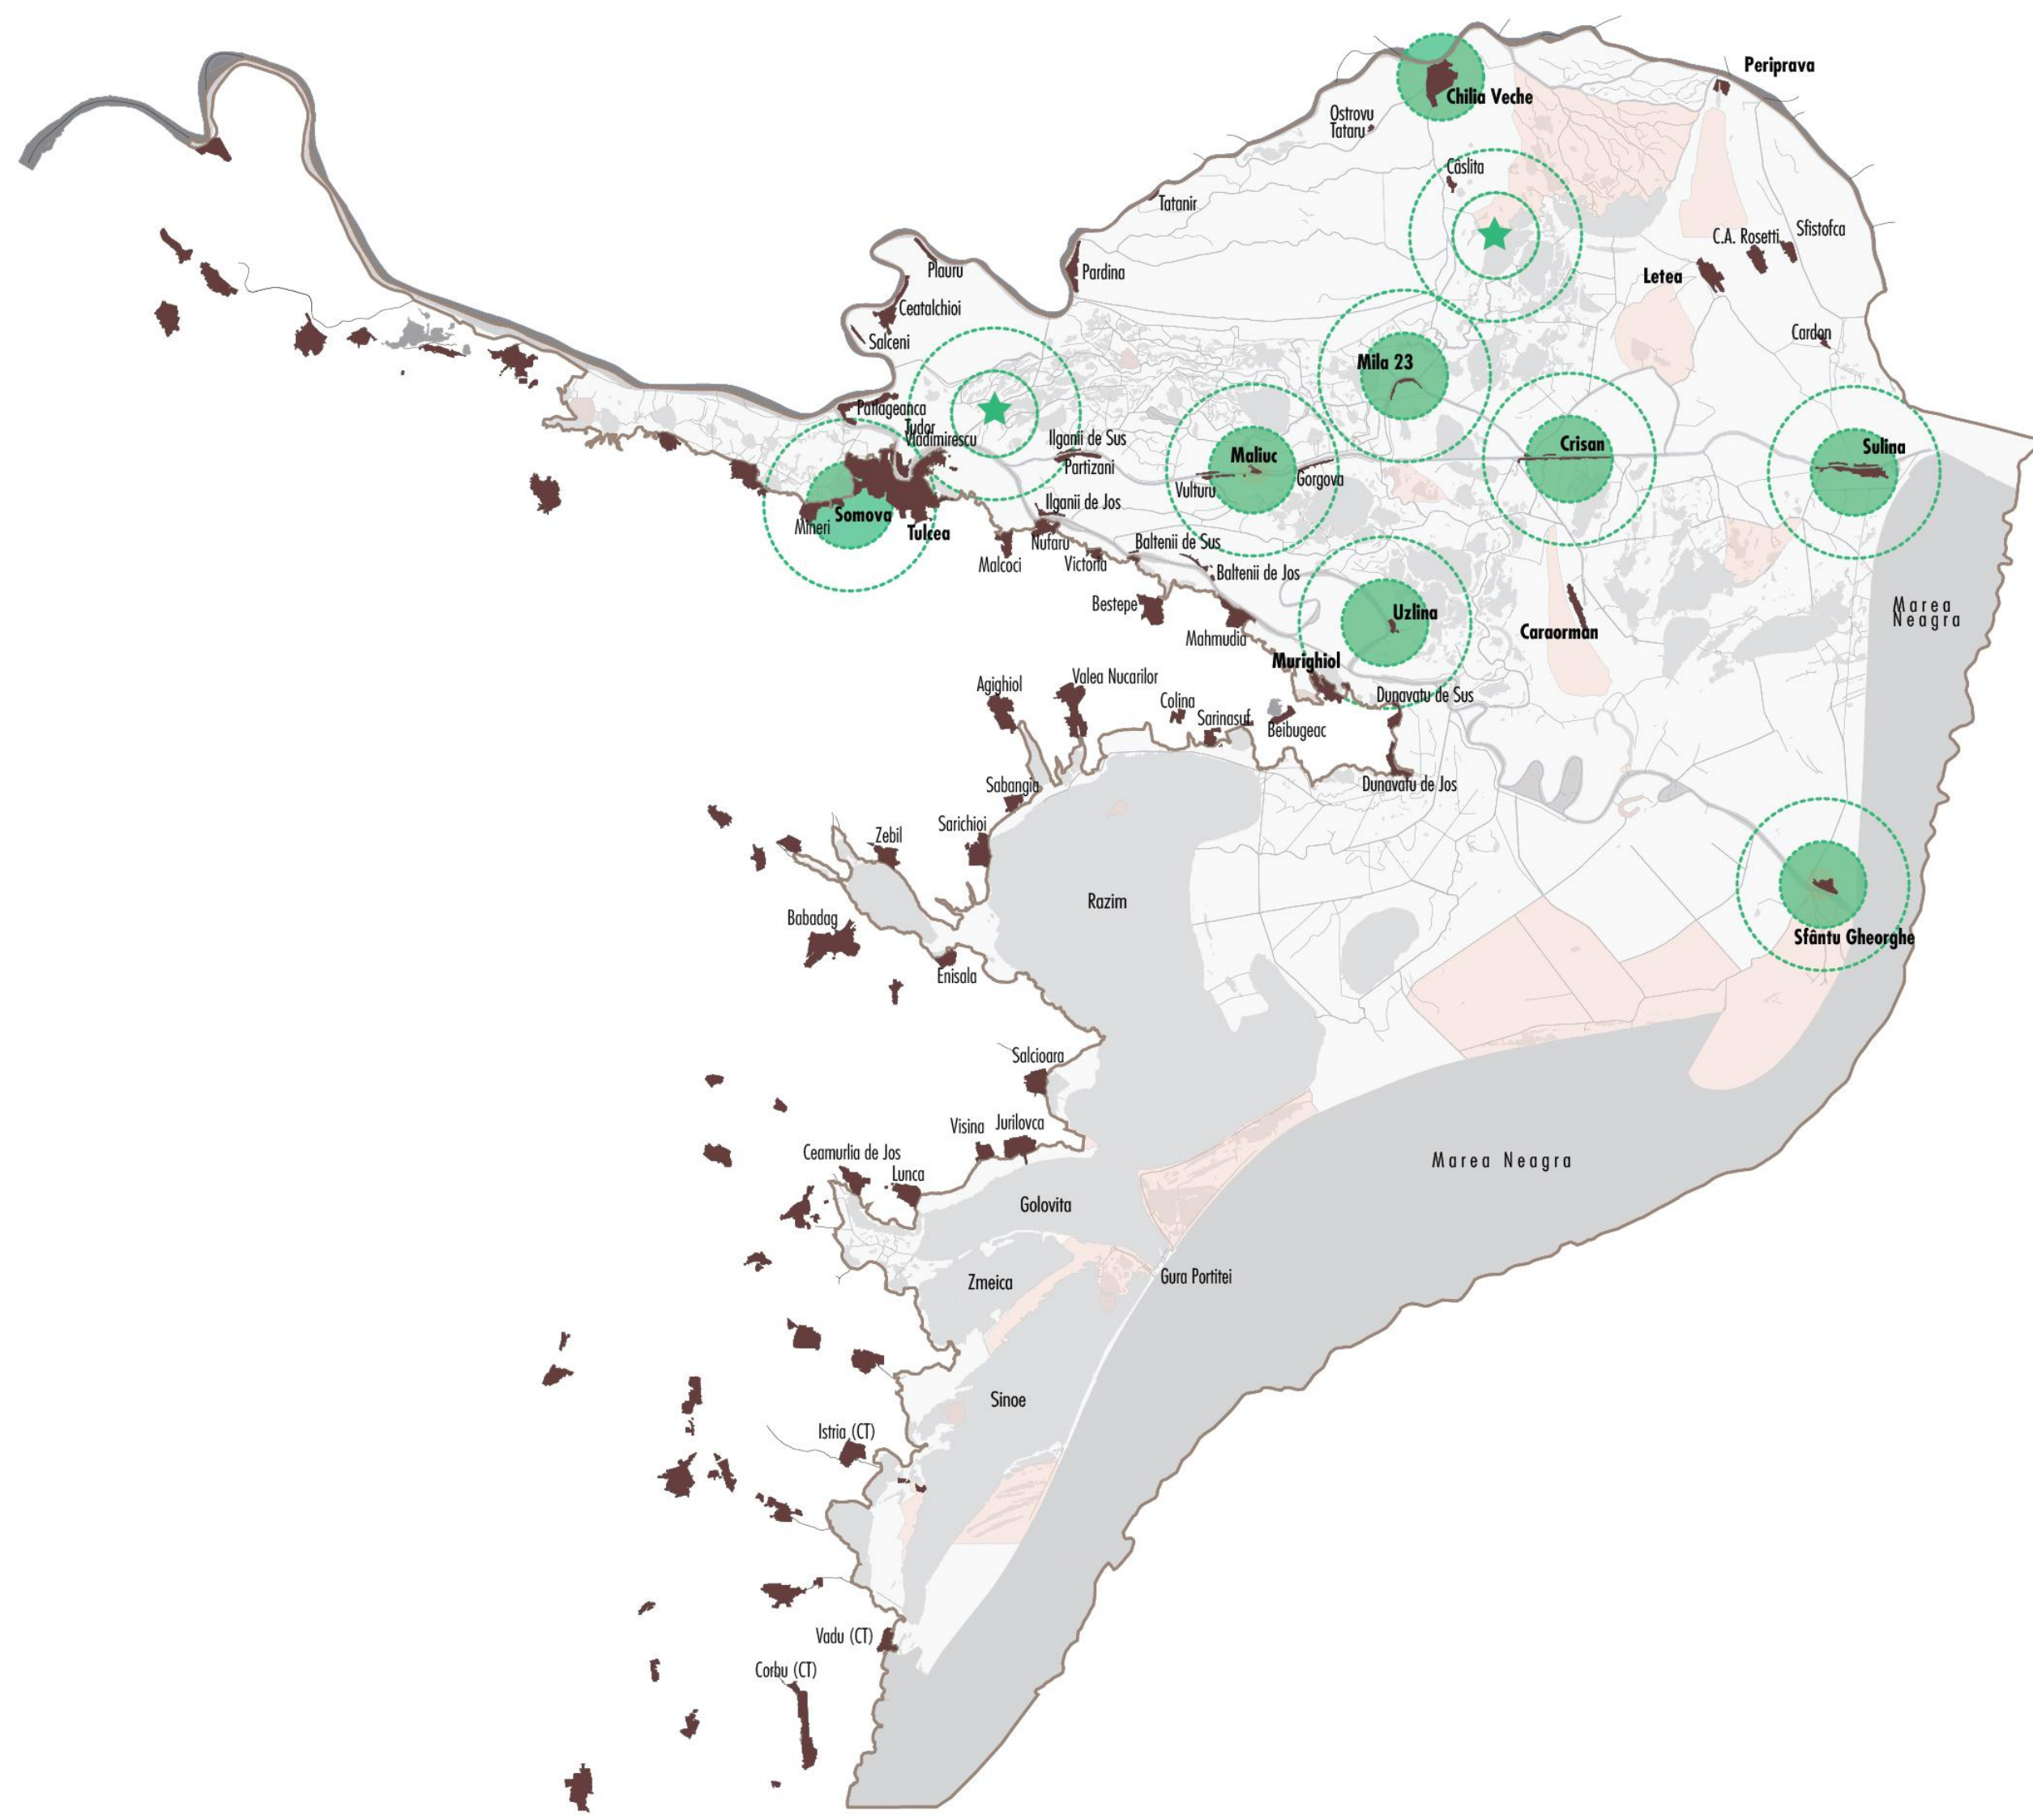 Periprava
Chilia Veche
Ostrovu
Tataru
Câslita
Tatanir
Sfistofca
C.A. Rosetti
Letea
Plauru
Pardina
Ceatalchioi
Salceni
Cardon
Mila 23
Patlageanca
Tudor
Vladimirescu
Ilganii de Sus
Partizani
Maliuc
Crisan
Sulina
Vulturu
Gorgova
Ilganii de Jos
Somova
Mineri
Tulcea
Nufaru
Malcoci
Victoria
Baltenii de Sus
Baltenii de Jos
Bestepe
Mahmudia
Uzlina
Caraorman
Marea
Neagra
Murighiol
Dunavatu de Sus
Agighiol
Valea Nucarilor
Colina
Sarinasuf
Beibugeac
Dunavatu de Jos
Sabangia
Sarichioi
Zebil
Razim
Babadag
Enisala
Sfântu Gheorghe
Salcioara
Visina
Jurilovca
Ceamurlia de Jos
Lunca
Marea Neagra
Golovita
Zmeica
Gura Portitei
Sinoe
Istria (CT)
Vadu (CT)
Corbu (CT)